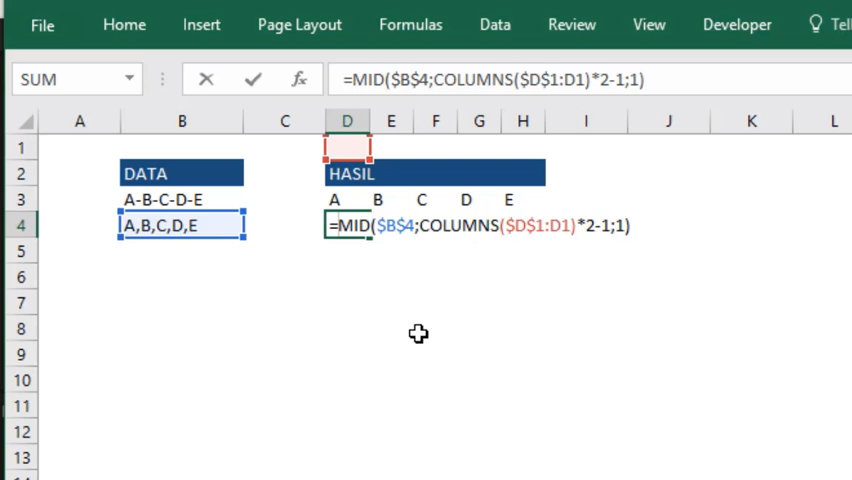 File Home Insert Page Layout Formulas Data Review View Developer Tell
SUM =MID($B$4;COLUMNS($D$1:D1)*2-1;1)
A B C D E F G H I J K L
1
2 DATA HASIL
3 A-B-C-D-E A B C D E
4 A,B,C,D,E =MID($B$4;COLUMNS($D$1:D1)*2-1;1)
5
6
7
8
9
10
11
12
13